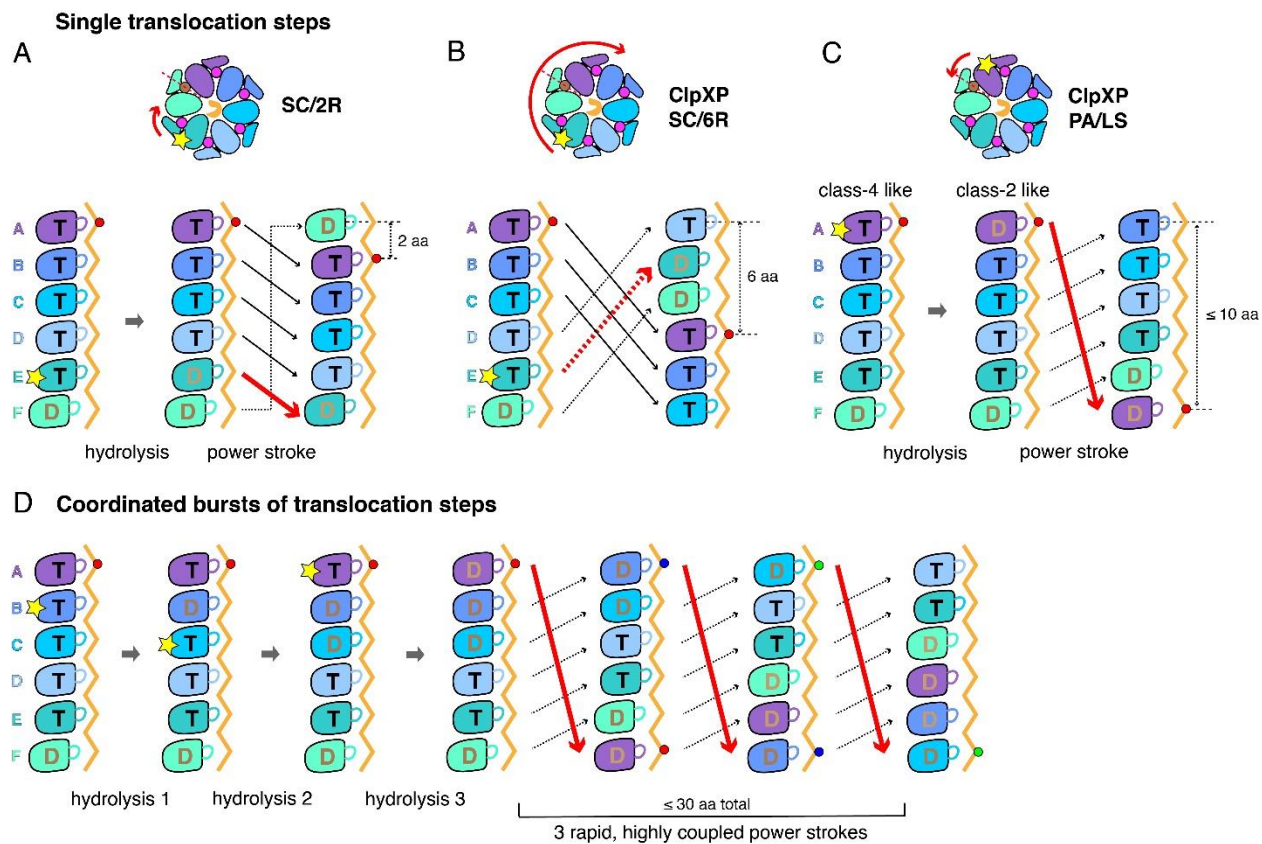 Single translocation steps
A
SC/2R
A T T D
B T T T 2 aa
C T T T
D T T T
E T D T
F D D D
hydrolysis power stroke
B
ClpXP
SC/6R
A T T
B T D
C T D 6 aa
D T T
E T T
F D T
C
ClpXP
PA/LS
class-4 like class-2 like
A T D T
B T T T
C T T T ≤ 10 aa
D T T T
E T T D
F D D D
hydrolysis power stroke
D Coordinated bursts of translocation steps
A T T T D D D T
B T D D D D T T
C T T D D T T D
D T T T T T D D
E T T T T D D D
F D D D D D D D
hydrolysis 1 hydrolysis 2 hydrolysis 3
≤ 30 aa total
3 rapid, highly coupled power strokes